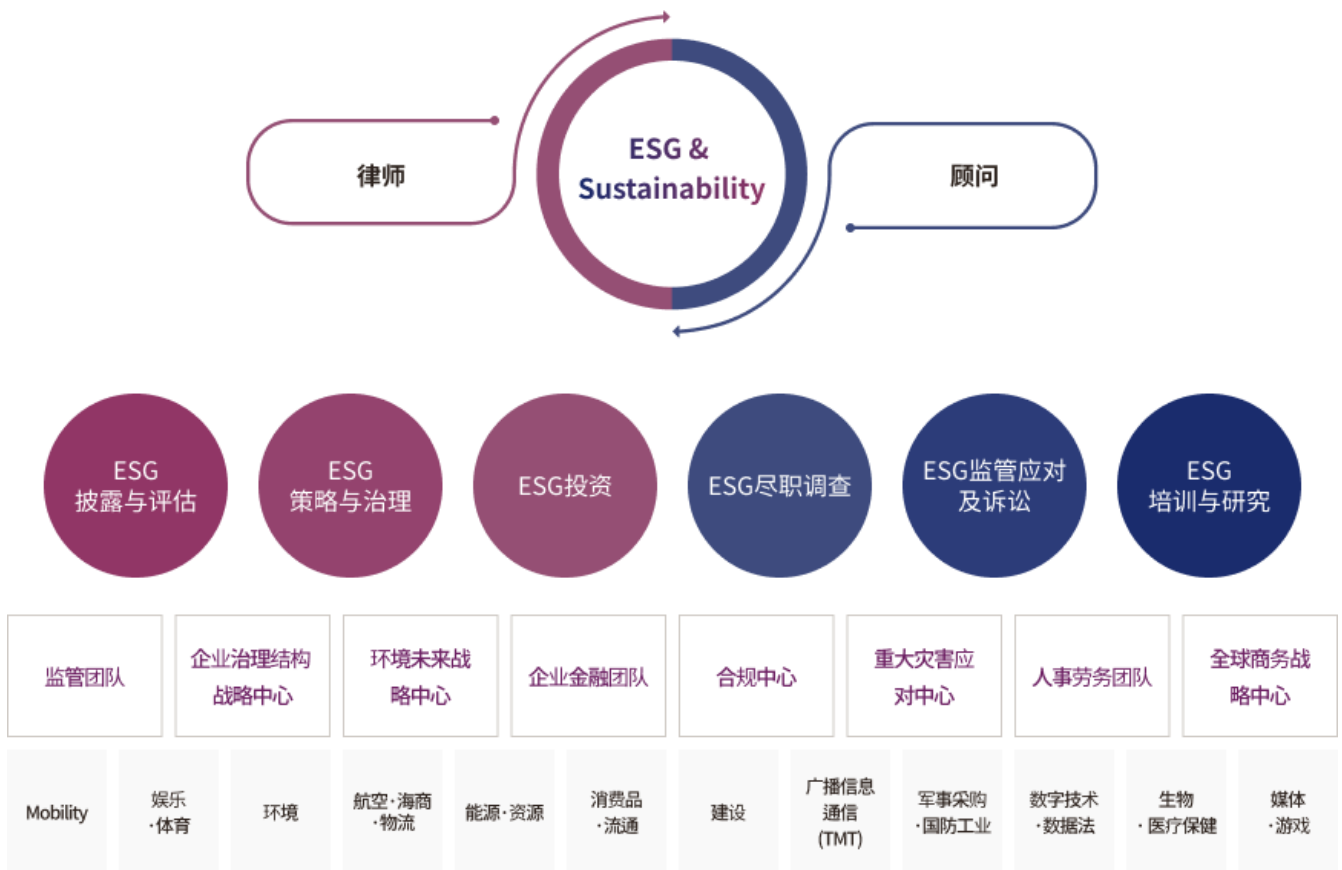 律师
ESG &
Sustainability
顾问
ESG
披露与评估
ESG
策略与治理
ESG投资
ESG尽职调查
ESG监管应对
及诉讼
ESG
培训与研究
监管团队
企业治理结构
战略中心
环境未来战
略中心
企业金融团队
合规中心
重大灾害应
对中心
人事劳务团队
全球商务战
略中心
Mobility
娱乐
·体育
环境
航空·海商
·物流
能源·资源
消费品
·流通
建设
广播信息
通信
(TMT)
军事采购
·国防工业
数字技术
·数据法
生物
·医疗保健
媒体
·游戏